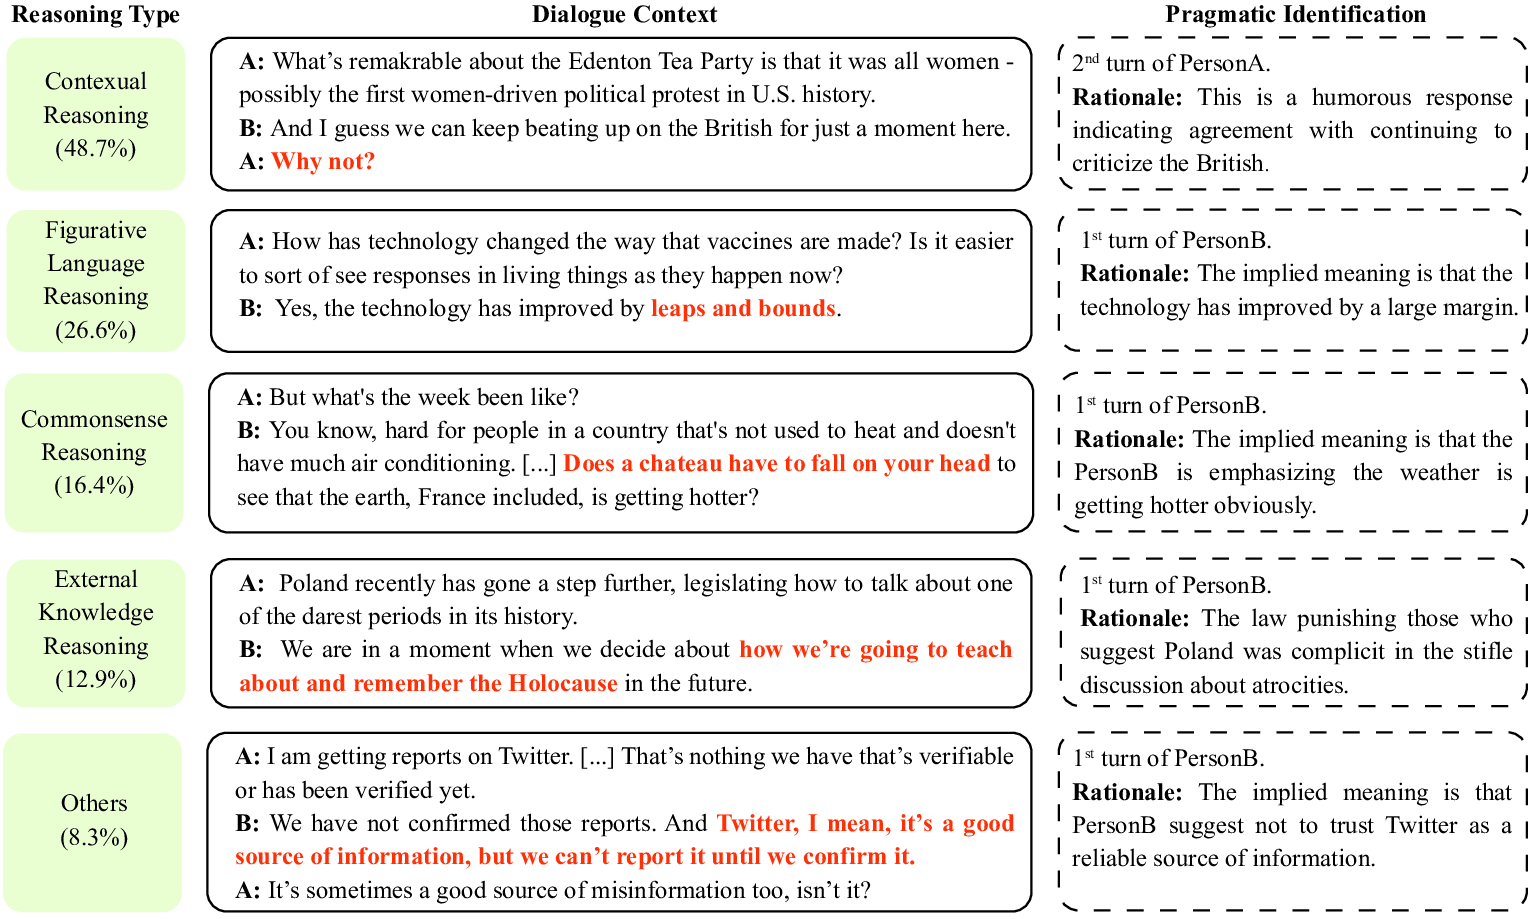 Reasoning Type
Dialogue Context
Pragmatic Identification
Contexual
Reasoning
(48.7%)
A: What's remakrable about the Edenton Tea Party is that it was all women -
possibly the first women-driven political protest in U.S. history.
B: And I guess we can keep beating up on the British for just a moment here.
A: Why not?
2nd turn of PersonA.
Rationale: This is a humorous response
indicating agreement with continuing to
criticize the British.
Figurative
Language
Reasoning
(26.6%)
A: How has technology changed the way that vaccines are made? Is it easier
to sort of see responses in living things as they happen now?
B: Yes, the technology has improved by leaps and bounds.
1st turn of PersonB.
Rationale: The implied meaning is that the
technology has improved by a large margin.
Commonsense
Reasoning
(16.4%)
A: But what's the week been like?
B: You know, hard for people in a country that's not used to heat and doesn't
have much air conditioning. [...] Does a chateau have to fall on your head to
see that the earth, France included, is getting hotter?
1st turn of PersonB.
Rationale: The implied meaning is that the
PersonB is emphasizing the weather is
getting hotter obviously.
External
Knowledge
Reasoning
(12.9%)
A: Poland recently has gone a step further, legislating how to talk about one
of the darest periods in its history.
B: We are in a moment when we decide about how we're going to teach
about and remember the Holocause in the future.
1st turn of PersonB.
Rationale: The law punishing those who
suggest Poland was complicit in the stifle
discussion about atrocities.
Others
(8.3%)
A: I am getting reports on Twitter. [...] That's nothing we have that's verifiable
or has been verified yet.
B: We have not confirmed those reports. And Twitter, I mean, it's a good
source of information, but we can't report it until we confirm it.
A: It's sometimes a good source of misinformation too, isn't it?
1st turn of PersonB.
Rationale: The implied meaning is that
PersonB suggest not to trust Twitter as a
reliable source of information.